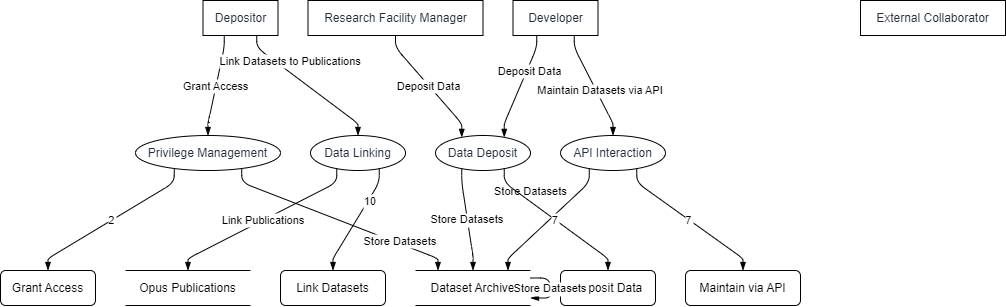 Depositor
Research Facility Manager
Developer
External Collaborator
Link Datasets to Publications
Grant Access
Deposit Data
Deposit Data
Maintain Datasets via API
Privilege Management
Data Linking
Data Deposit
API Interaction
2
Link Publications
10
Store Datasets
Store Datasets
Store Datasets
7
7
Grant Access
Opus Publications
Link Datasets
Dataset Archive
Store Datasets
posit Data
Maintain via API